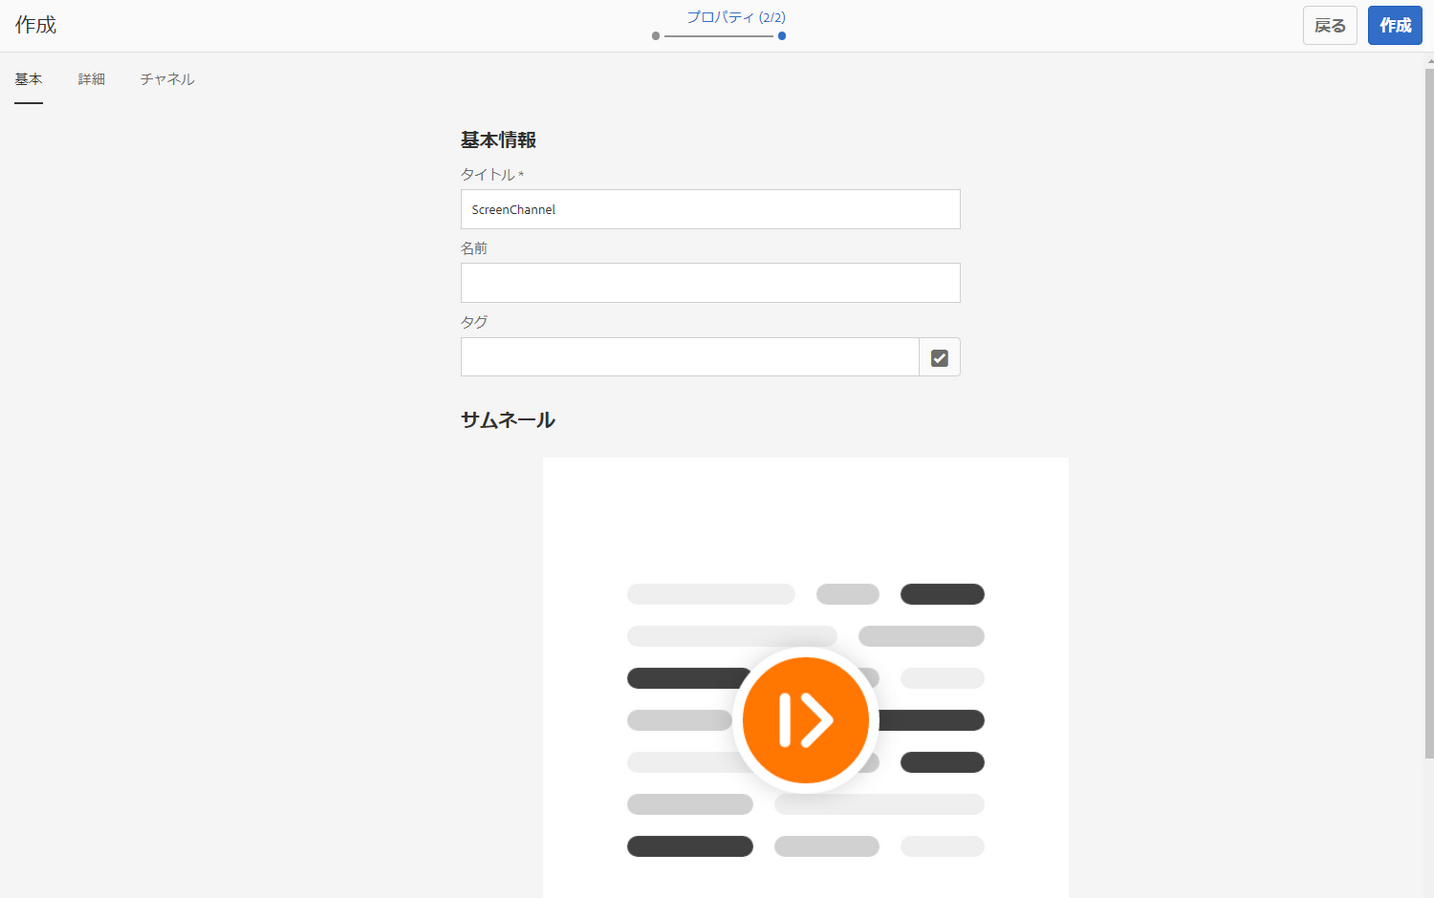 作成
プロパティ (2/2)
戻る
作成
基本
詳細
チャネル
基本情報
タイトル *
ScreenChannel
名前
タグ
サムネール